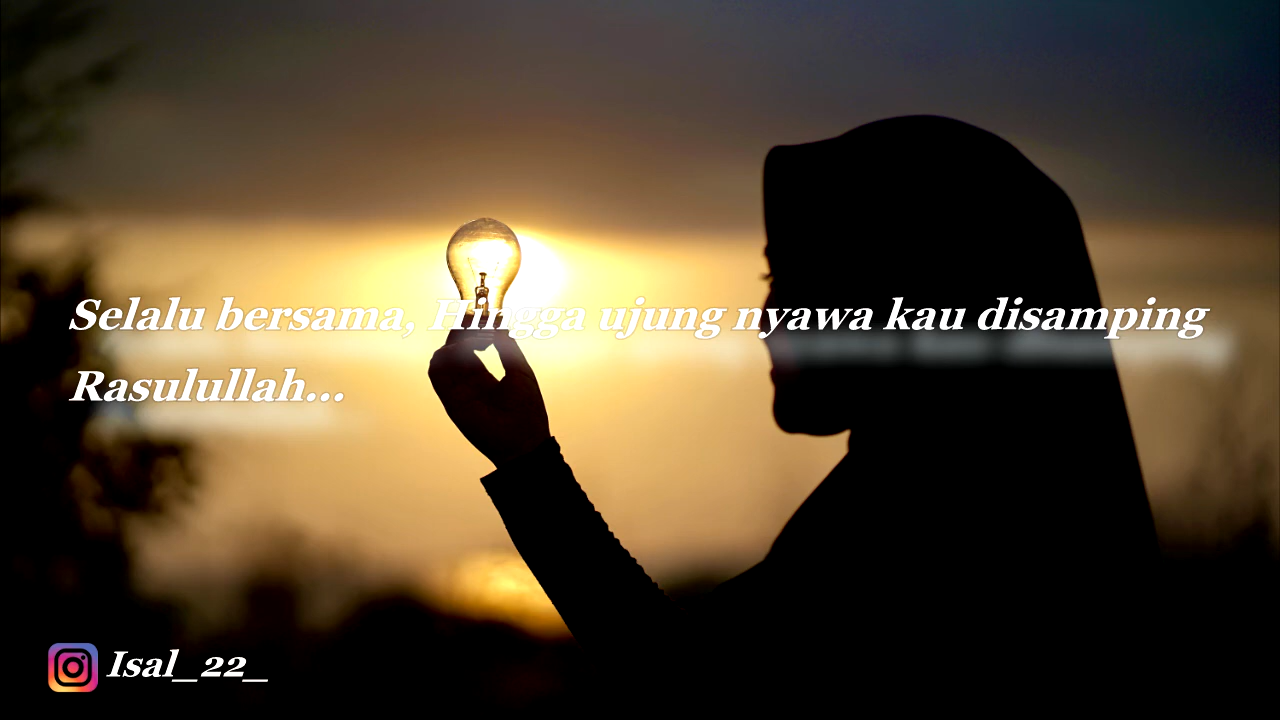 Selalu bersama, Hingga ujung nyawa kau disamping
Rasulullah...
Isal_22_